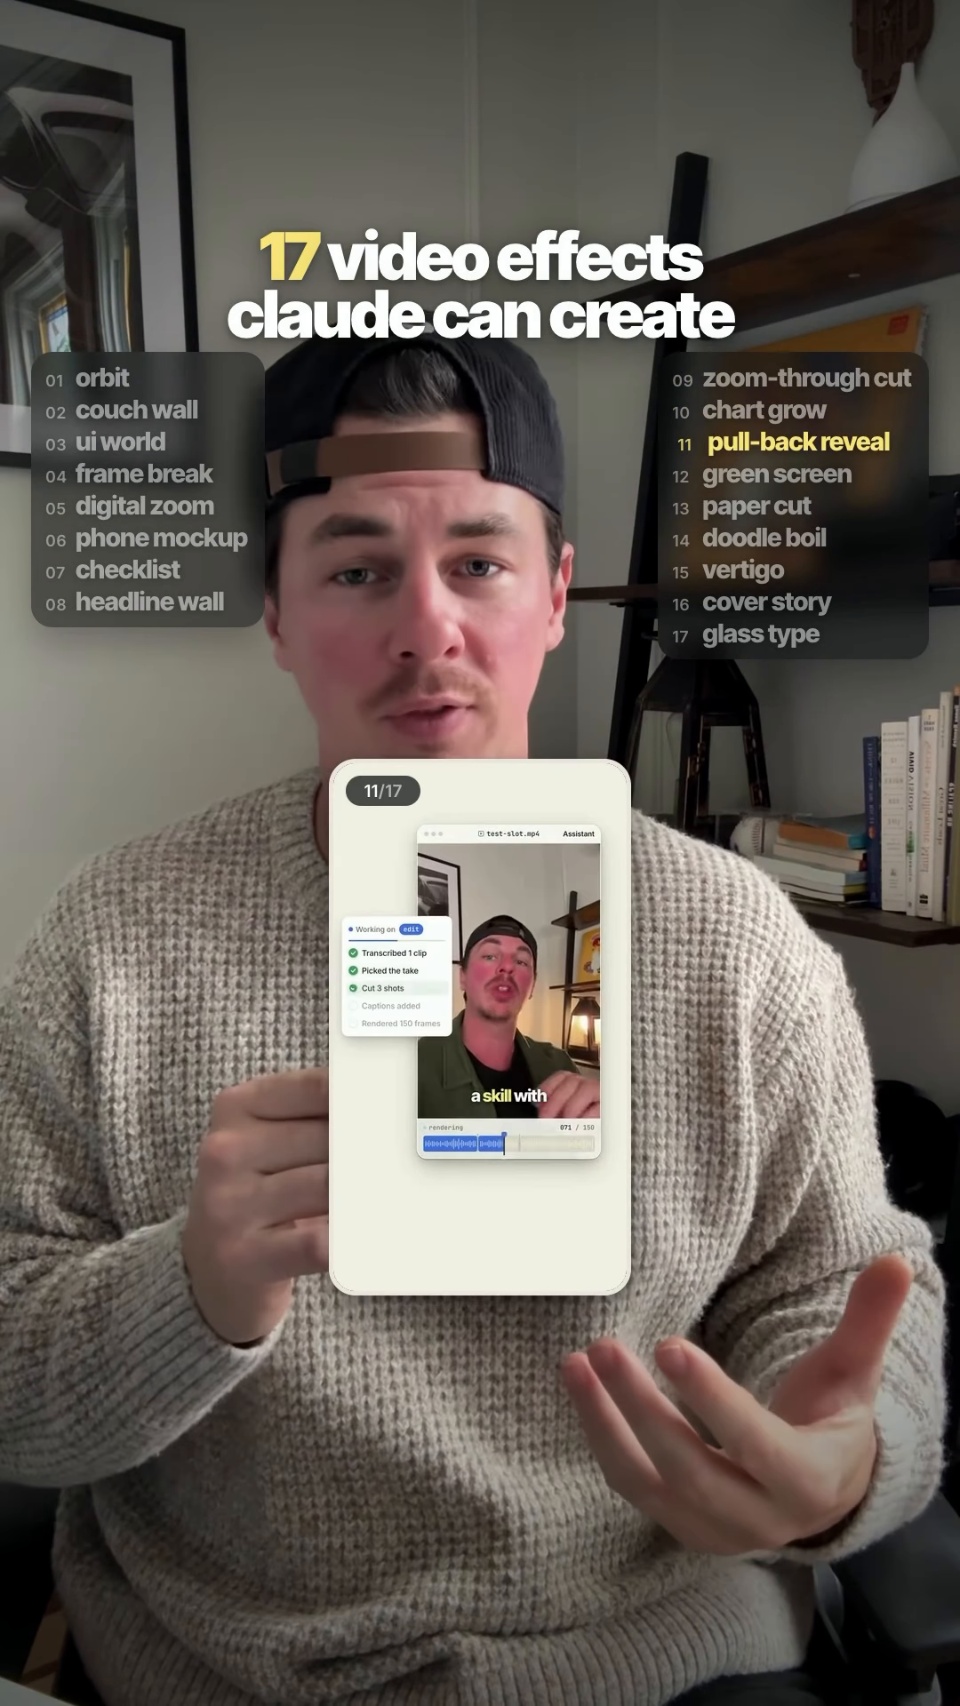 17 video effects
claude can create
01 orbit
02 couch wall
03 ui world
04 frame break
05 digital zoom
06 phone mockup
07 checklist
08 headline wall
09 zoom-through cut
10 chart grow
11 pull-back reveal
12 green screen
13 paper cut
14 doodle boil
15 vertigo
16 cover story
17 glass type
11/17
test-slot.mp4 Assistant
Working on edit
Transcribed 1 clip
Picked the take
Cut 3 shots
Captions added
Rendered 150 frames
a skill with
rendering 071 / 150